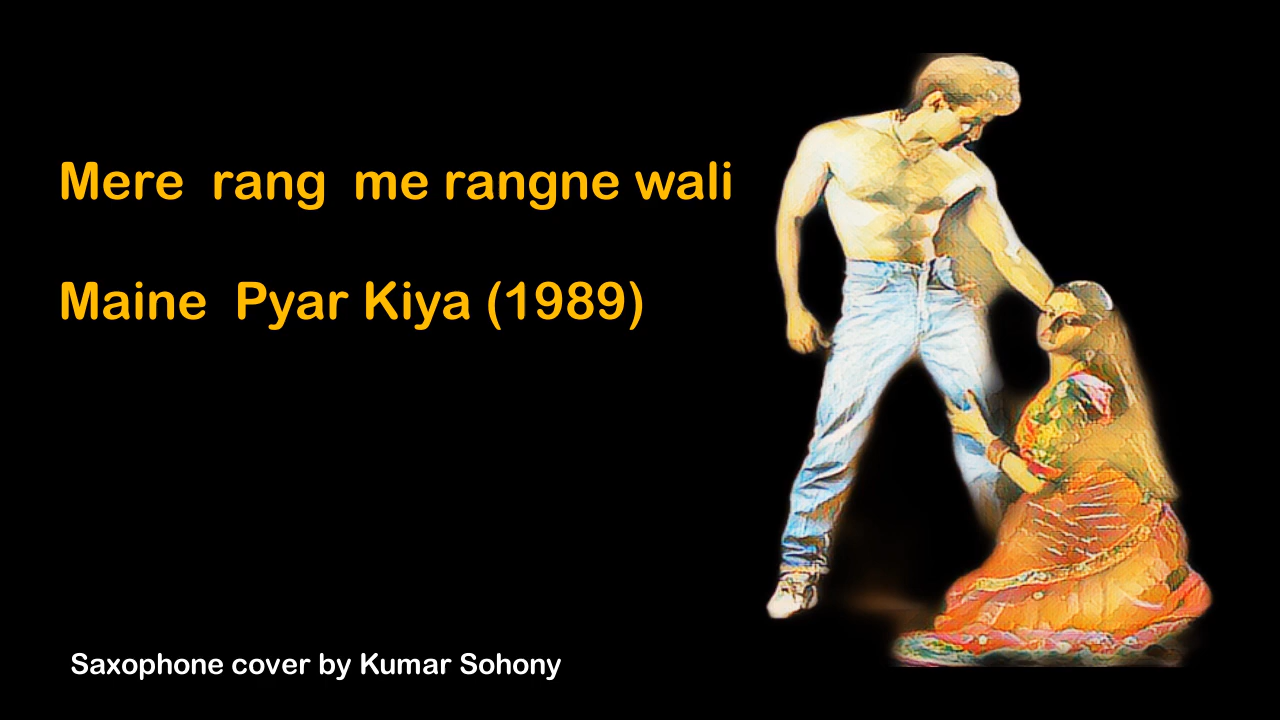 Mere rang me rangne wali
Maine Pyar Kiya (1989)
Saxophone cover by Kumar Sohony